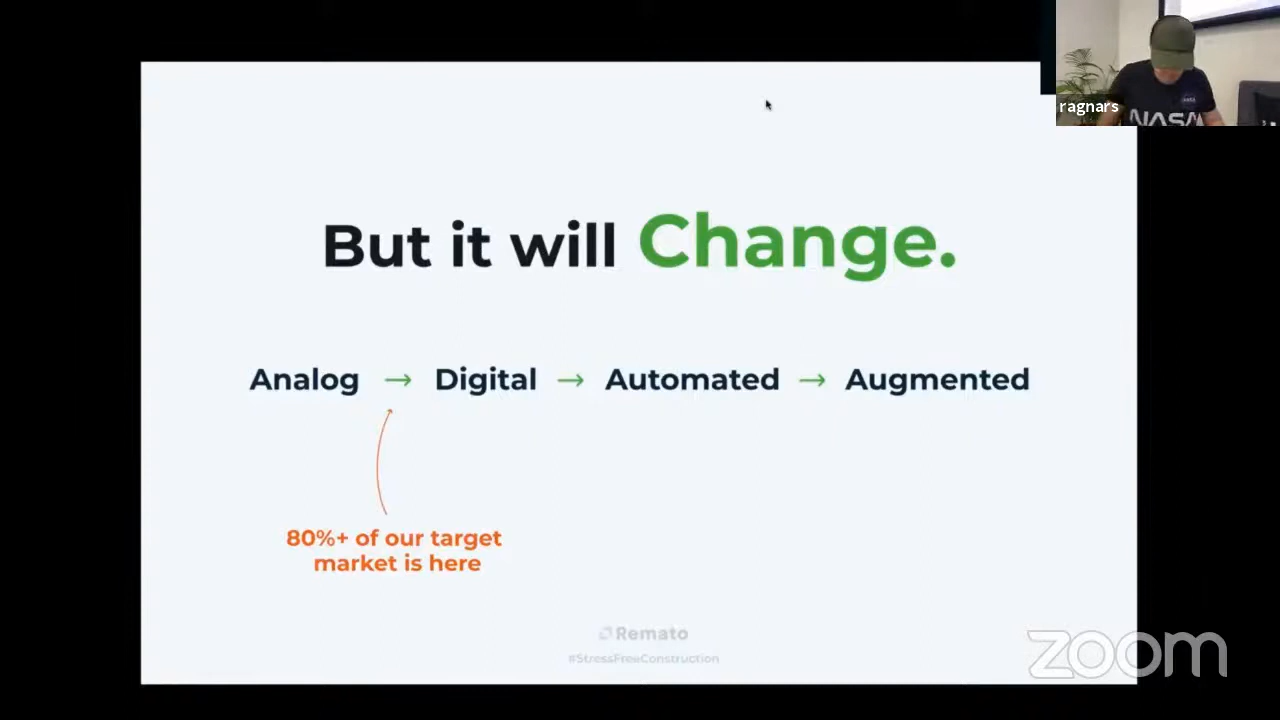 ragnars
NASA
But it will Change.
Analog → Digital → Automated → Augmented
80%+ of our target
market is here
Remato
#StressFreeConstruction
zoom